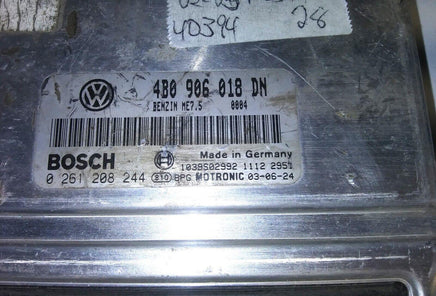 40394 28
4B0 906 018 DN
BENZIN ME7.5 0004
BOSCH
Made in Germany
1039S02992 1112 2951
0 261 208 244 BPG MOTRONIC 03-06-24